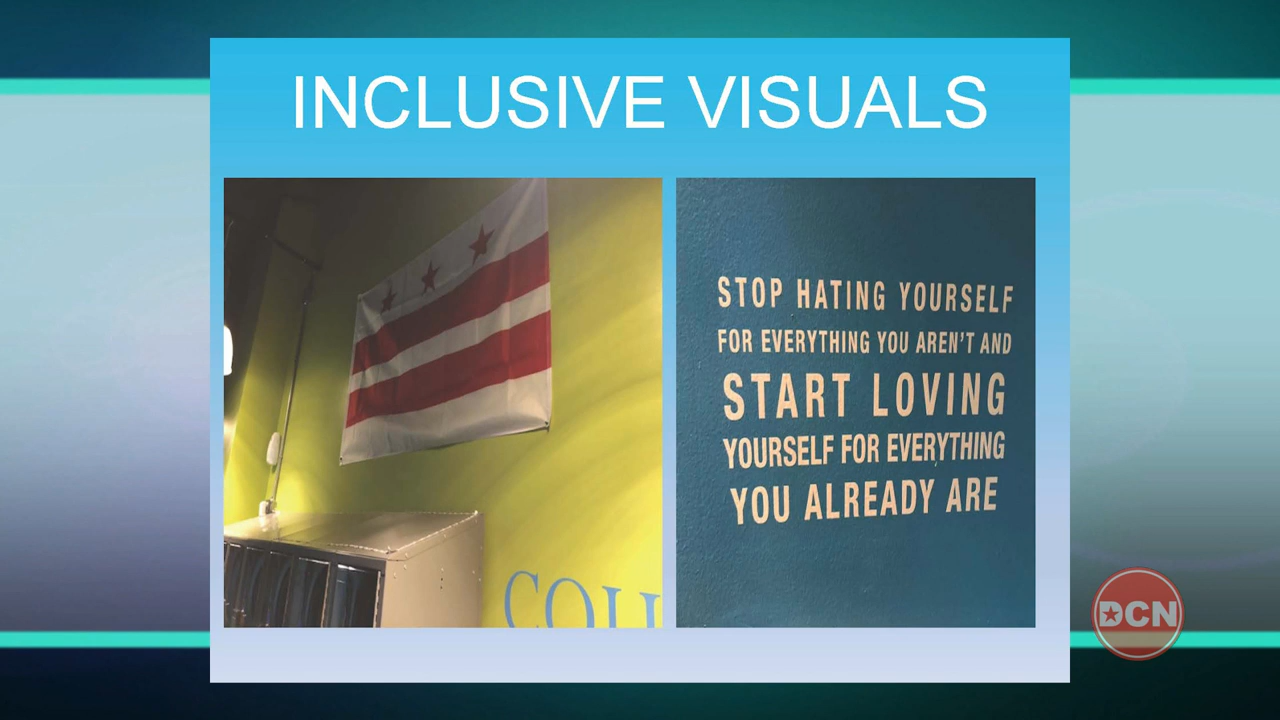 INCLUSIVE VISUALS
STOP HATING YOURSELF
FOR EVERYTHING YOU AREN'T AND
START LOVING
YOURSELF FOR EVERYTHING
YOU ALREADY ARE
DCN